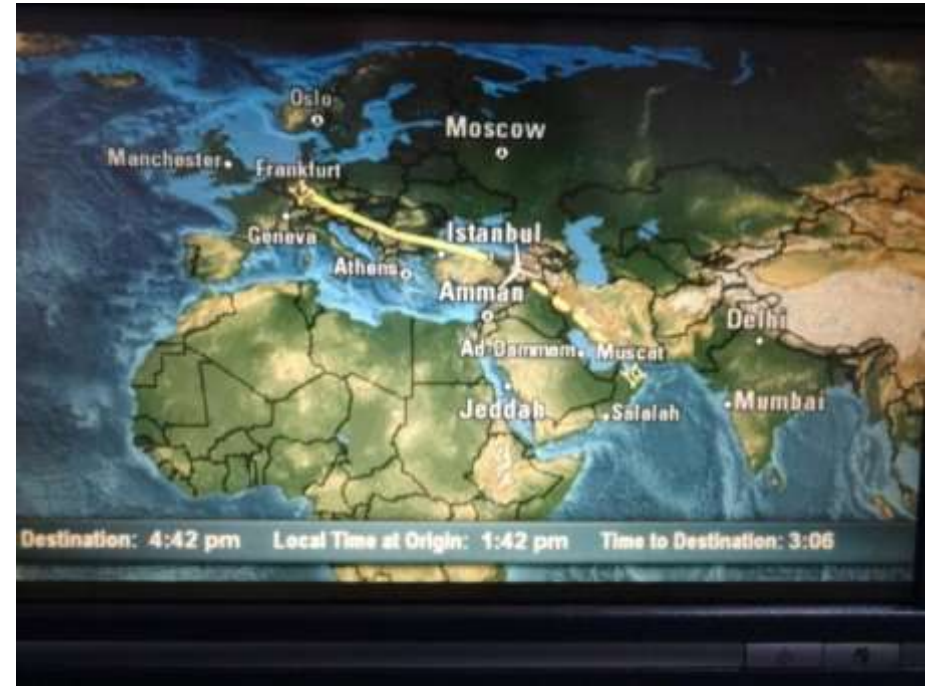 Oslo
Moscow
Manchester
Frankfurt
Geneva
Istanbul
Athens
Amman
Delhi
Ad Dammam
Muscat
Jeddah
Salalah
Mumbai
Destination: 4:42 pm Local Time at Origin: 1:42 pm Time to Destination: 3:06